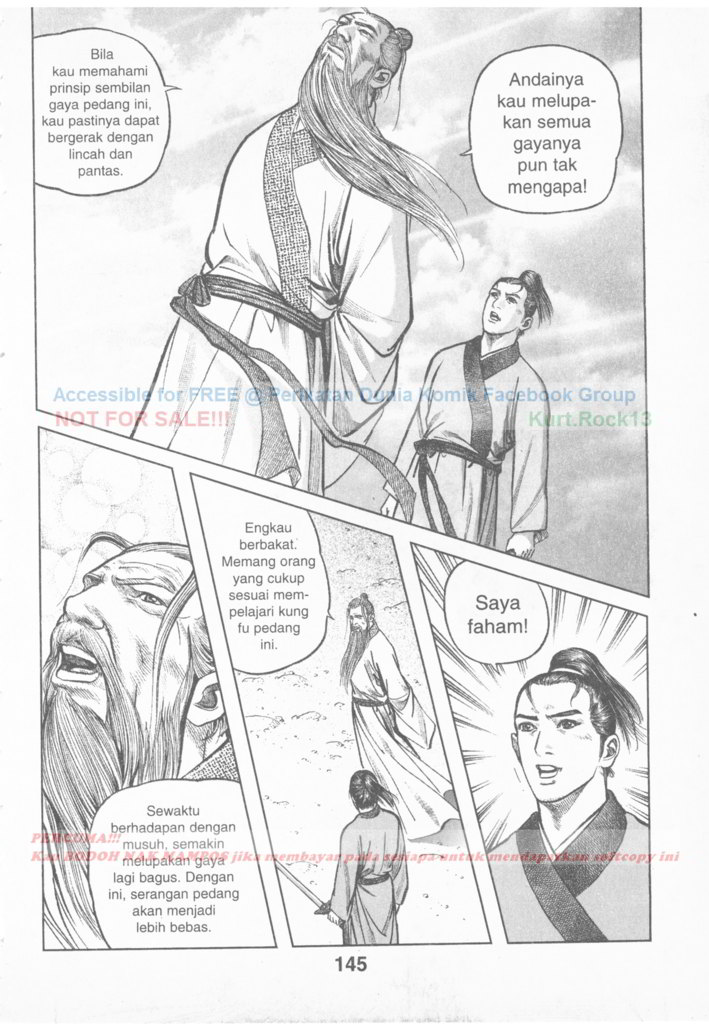 Bila
kau memahami
prinsip sembilan
gaya pedang ini,
kau pastinya dapat
bergerak dengan
lincah dan
pantas.
Andainya
kau melupa-
kan semua
gayanya
pun tak
mengapa!
Accessible for FREE @ Perikatan Dunia Komik Facebook Group
NOT FOR SALE!!!
Kurt.Rock13
Engkau
berbakat.
Memang orang
yang cukup
sesuai mem-
pelajari kung
fu pedang
ini.
Saya
faham!
Sewaktu
berhadapan dengan
musuh, semakin
melupakan gaya
lagi bagus. Dengan
ini, serangan pedang
akan menjadi
lebih bebas.
PERCUMA!!!
Kau BODOH NAK MAMPOS jika membayar pada sesiapa untuk mendapatkan softcopy ini
145